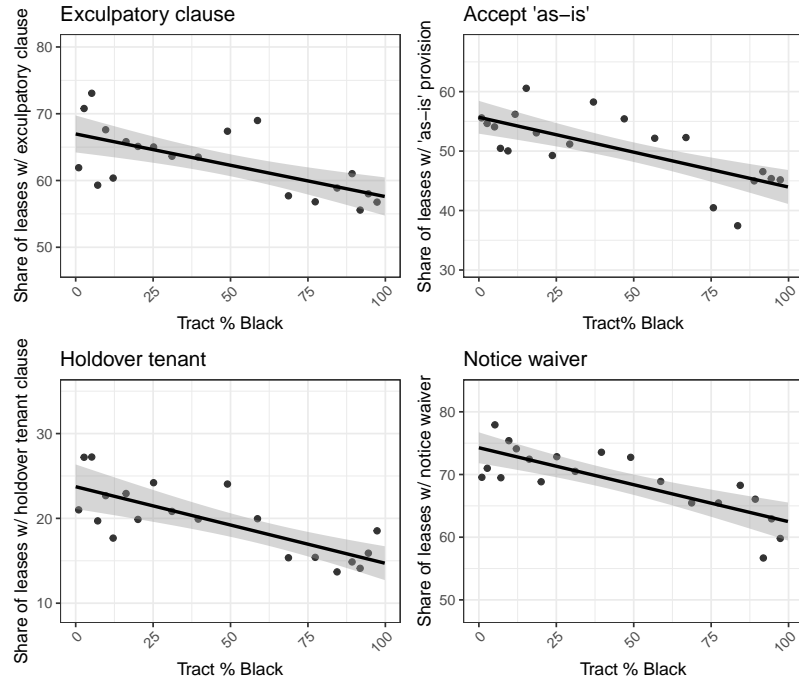 Exculpatory clause
Share of leases w/ exculpatory clause
80
70
60
50
0
25
50
75
100
Tract % Black
Accept 'as−is'
Share of leases w/ 'as−is' provision
60
50
40
30
0
25
50
75
100
Tract% Black
Holdover tenant
Share of leases w/ holdover tenant clause
30
20
10
0
25
50
75
100
Tract % Black
Notice waiver
Share of leases w/ notice waiver
80
70
60
50
0
25
50
75
100
Tract % Black